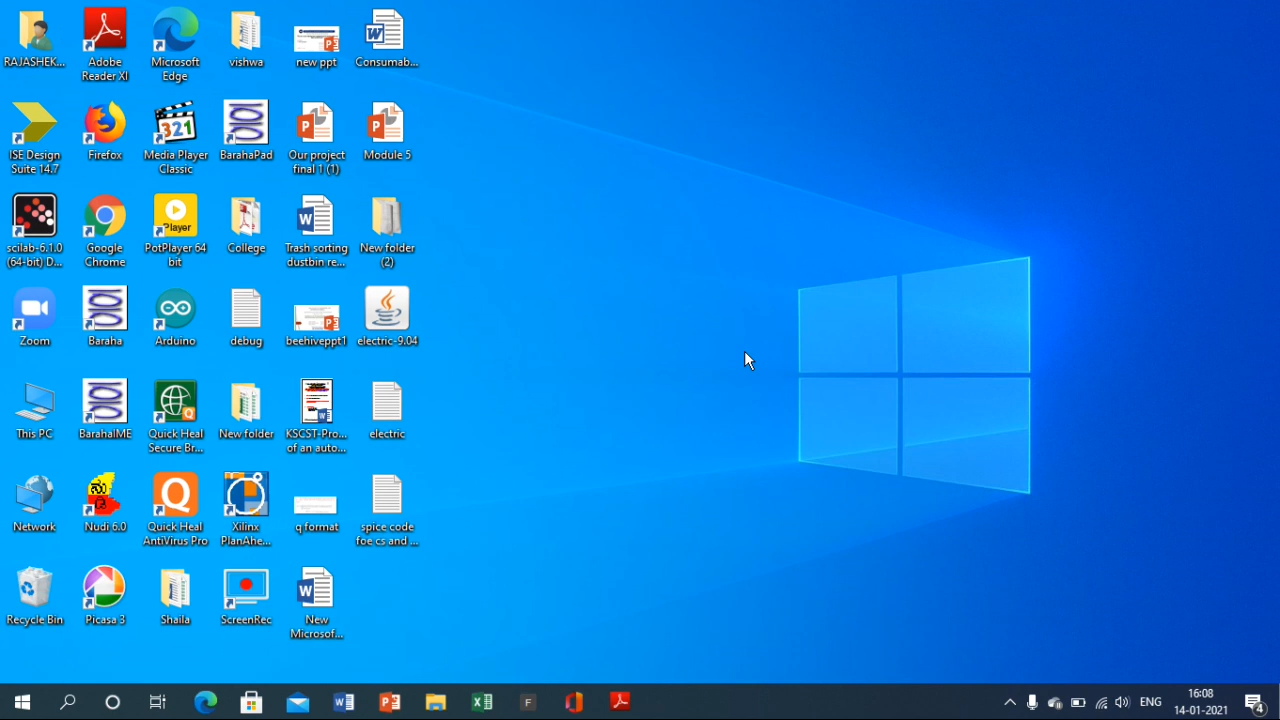 RAJASHEK...
Adobe
Reader XI
Microsoft
Edge
vishwa
new ppt
Consumab...
ISE Design
Suite 14.7
Firefox
321
Media Player
Classic
BarahaPad
Our project
final 1 (1)
Module 5
scilab-6.1.0
(64-bit) D...
Google
Chrome
Player
PotPlayer 64
bit
College
Trash sorting
dustbin re...
New folder
(2)
Zoom
Baraha
Arduino
debug
beehiveppt1
electric-9.04
This PC
BarahaIME
Quick Heal
Secure Br...
New folder
KSCST-Pro...
of an auto...
electric
Network
Nudi 6.0
Quick Heal
AntiVirus Pro
Xilinx
PlanAhe...
q format
spice code
foe cs and ...
Recycle Bin
Picasa 3
Shaila
ScreenRec
New
Microsof...
ENG
16:08
14-01-2021
4